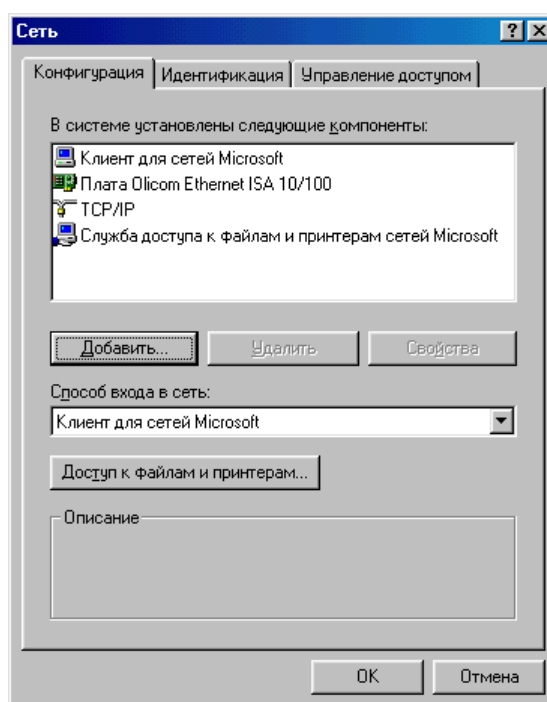 Сеть
Конфигурация Идентификация Управление доступом
В системе установлены следующие компоненты:
Клиент для сетей Microsoft
Плата Olicom Ethernet ISA 10/100
TCP/IP
Служба доступа к файлам и принтерам сетей Microsoft
Добавить... Удалить Свойства
Способ входа в сеть:
Клиент для сетей Microsoft
Доступ к файлам и принтерам...
Описание
OK Отмена